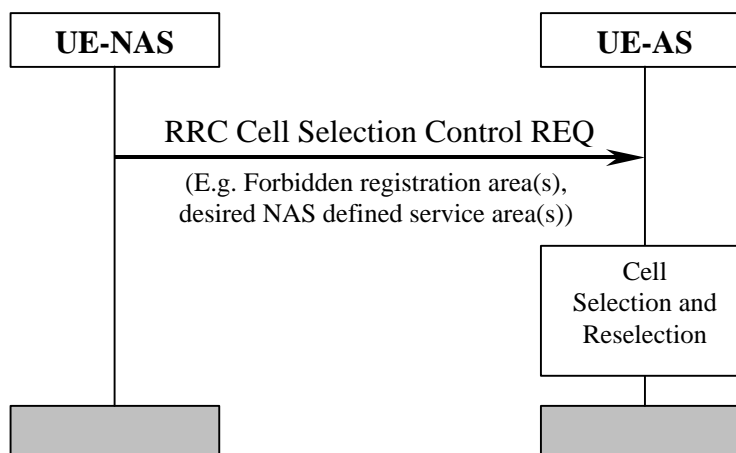 UE-NAS
UE-AS
RRC Cell Selection Control REQ
(E.g. Forbidden registration area(s),
desired NAS defined service area(s))
Cell
Selection and
Reselection